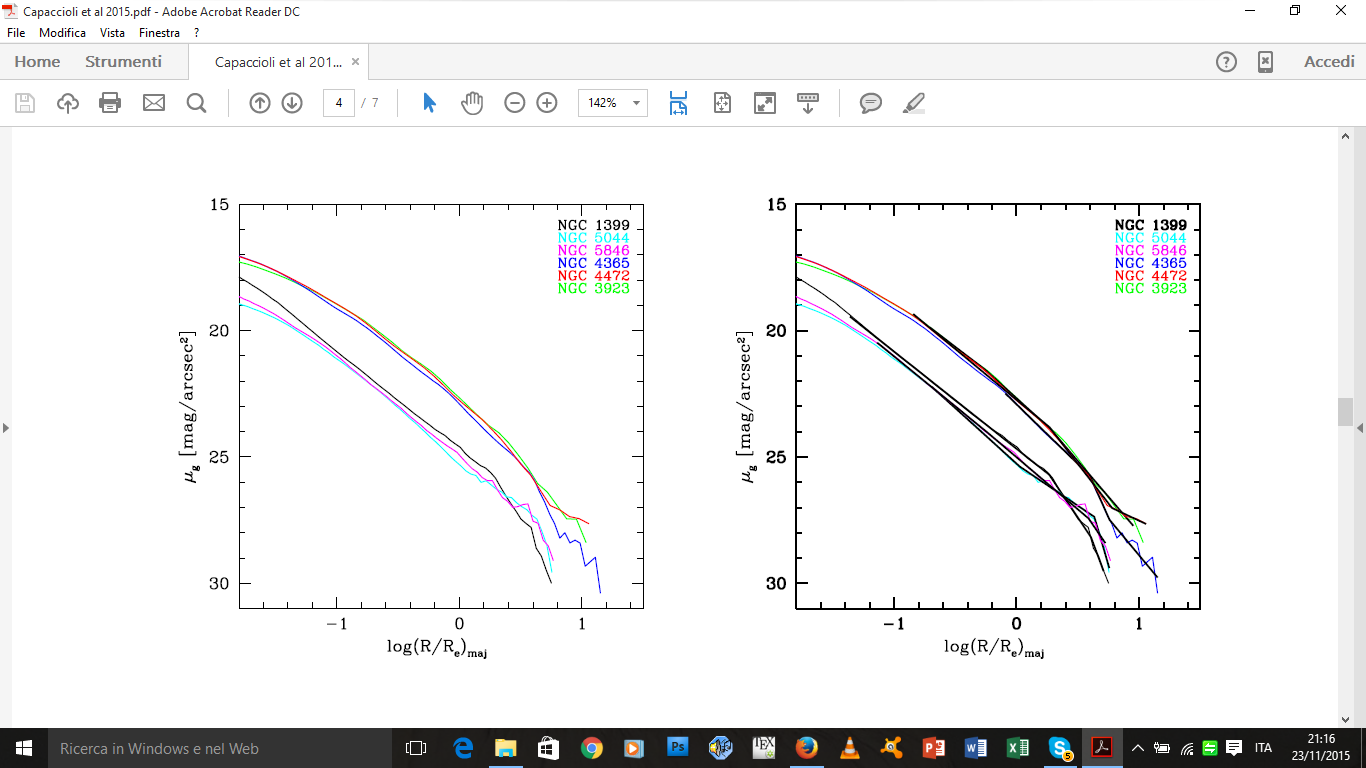 Capaccioli et al 2015.pdf - Adobe Acrobat Reader DC
File Modifica Vista Finestra ?
Home Strumenti Capaccioli et al 201... × Accedi
4 / 7 142%
15
20
25
30
μg [mag/arcsec²]
NGC 1399
NGC 5044
NGC 5846
NGC 4365
NGC 4472
NGC 3923
−1 0 1
log(R/Re)maj
15
20
25
30
μg [mag/arcsec²]
NGC 1399
NGC 5044
NGC 5846
NGC 4365
NGC 4472
NGC 3923
−1 0 1
log(R/Re)maj
Ricerca in Windows e nel Web
TEX
Ps
5
ITA
21:16
23/11/2015